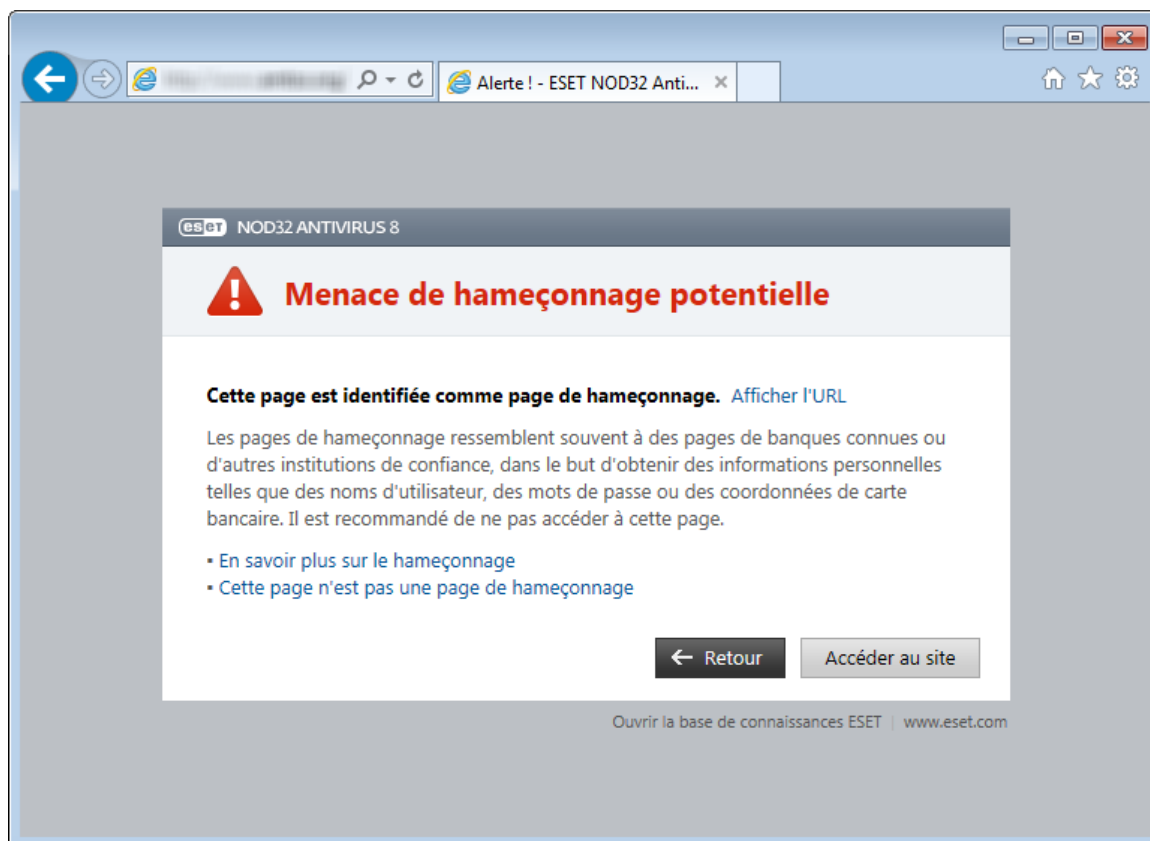 Alerte ! - ESET NOD32 Anti...
eset NOD32 ANTIVIRUS 8
Menace de hameçonnage potentielle
Cette page est identifiée comme page de hameçonnage. Afficher l'URL
Les pages de hameçonnage ressemblent souvent à des pages de banques connues ou
d'autres institutions de confiance, dans le but d'obtenir des informations personnelles
telles que des noms d'utilisateur, des mots de passe ou des coordonnées de carte
bancaire. Il est recommandé de ne pas accéder à cette page.
▪ En savoir plus sur le hameçonnage
▪ Cette page n'est pas une page de hameçonnage
Retour
Accéder au site
Ouvrir la base de connaissances ESET | www.eset.com